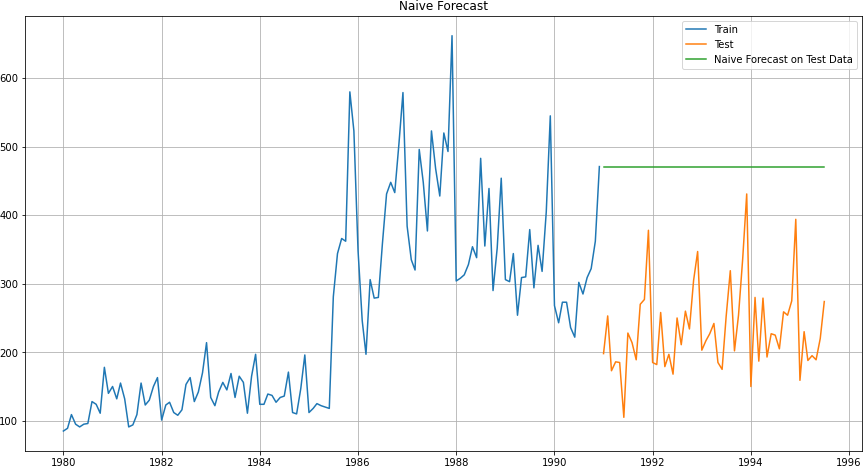 Naive Forecast
Train
Test
Naive Forecast on Test Data
600
500
400
300
200
100
1980 1982 1984 1986 1988 1990 1992 1994 1996